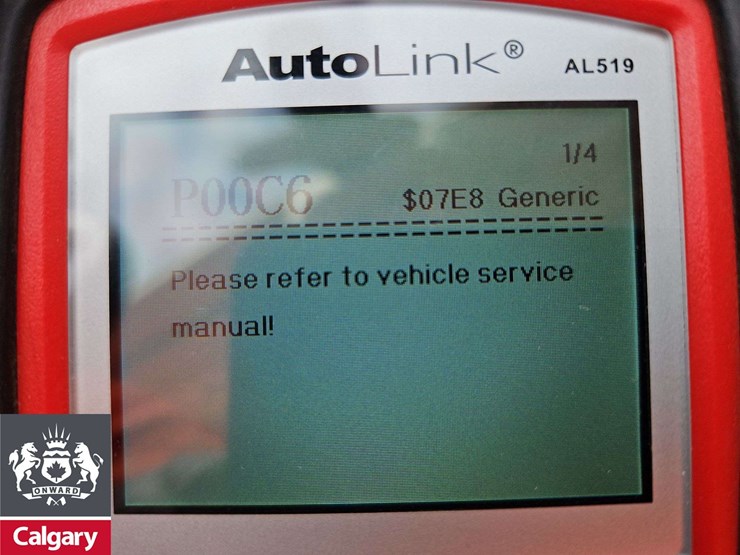 AutoLink®
AL519
1/4
P00C6 $07E8 Generic
Please refer to vehicle service
manual!
ONWARD
Calgary